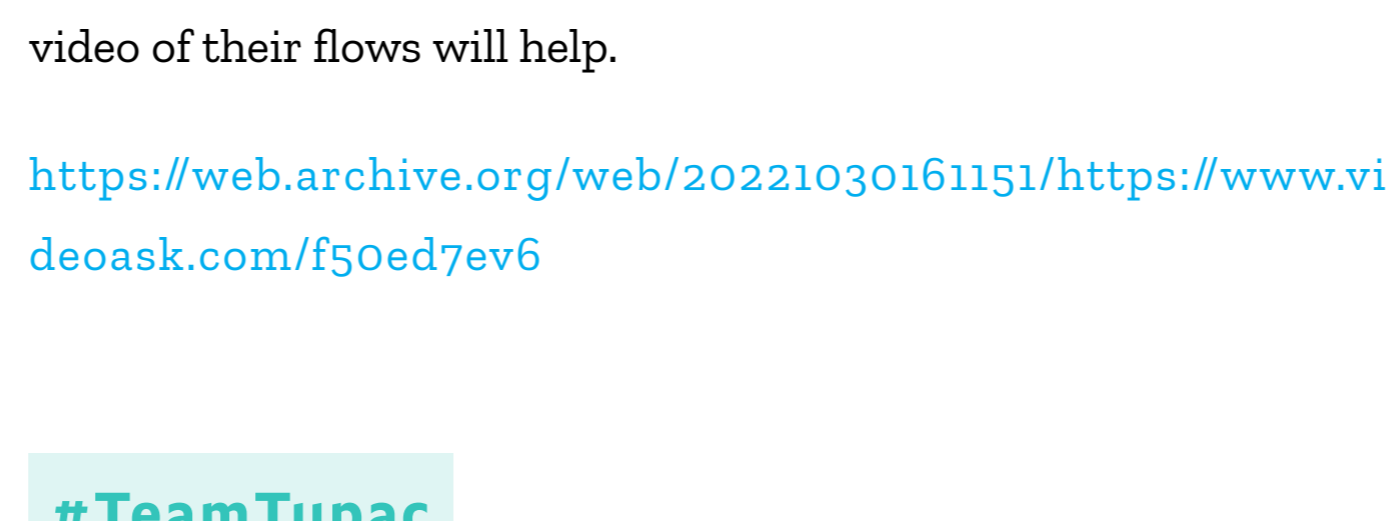 video of their flows will help.
https://web.archive.org/web/20221030161151/https://www.vi
deoask.com/f50ed7ev6
#TeamTupac